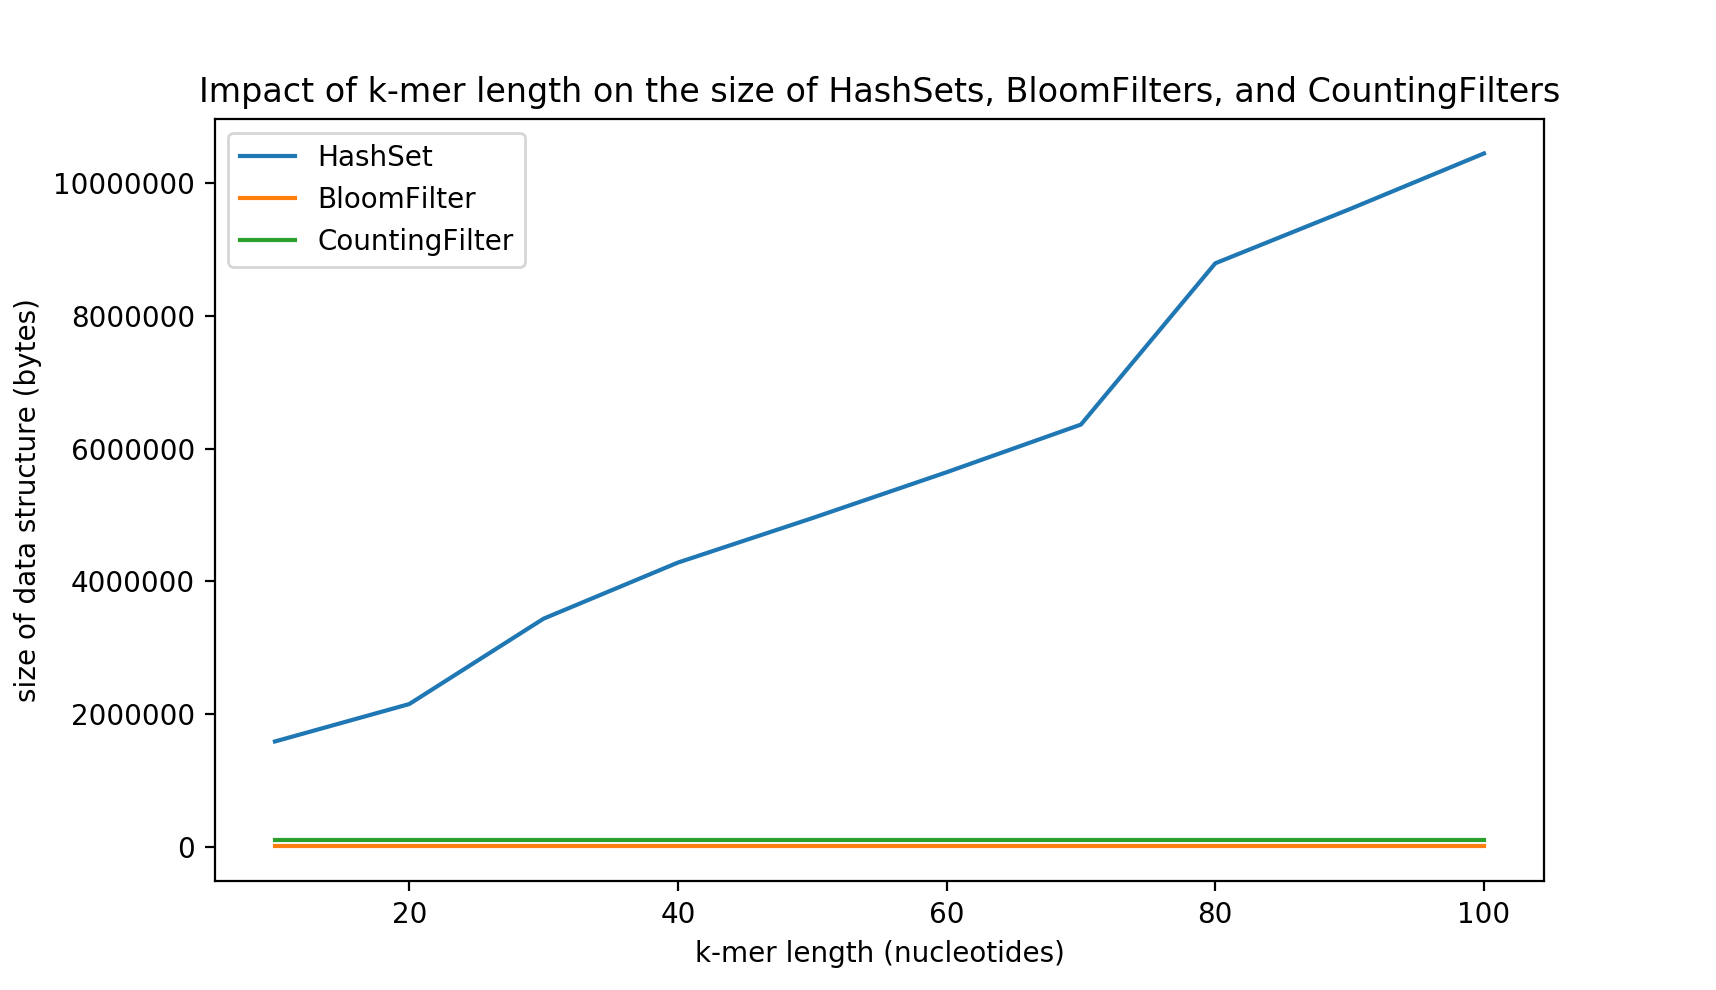 Impact of k-mer length on the size of HashSets, BloomFilters, and CountingFilters
HashSet
BloomFilter
CountingFilter
size of data structure (bytes)
10000000
8000000
6000000
4000000
2000000
0
20 40 60 80 100
k-mer length (nucleotides)